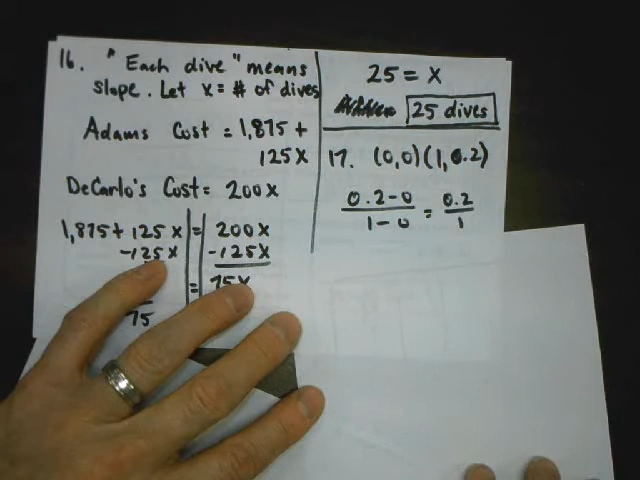 16. "Each dive" means
slope. Let x = # of dives
Adams Cost = 1,875 +
125x
DeCarlo's Cost = 200x
1,875 + 125x = 200x
-125x -125x
= 75x
75
25 = x
25 dives
17. (0,0) (1, 0.2)
0.2-0 = 0.2
1-0 1